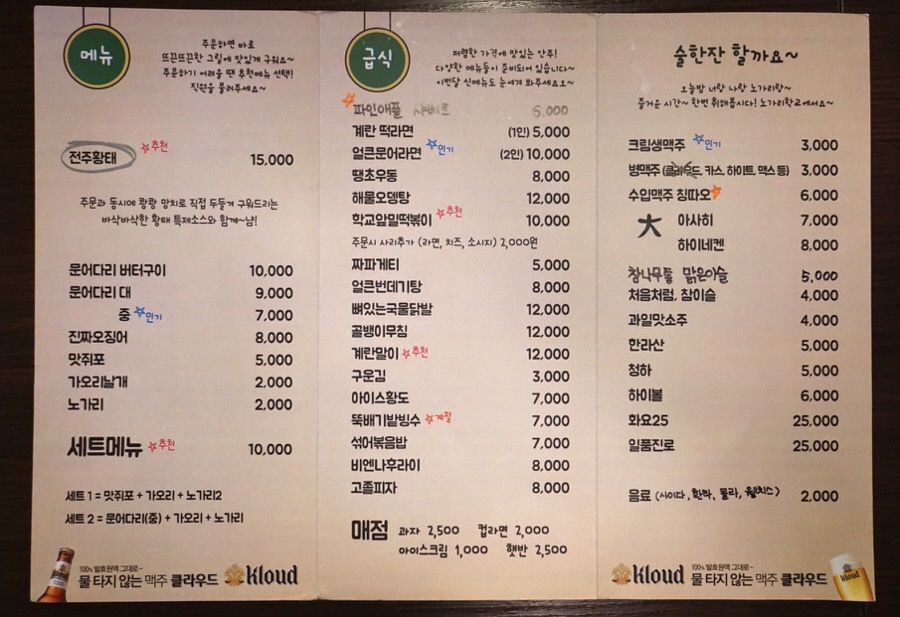 메뉴
주문하면 바로
뜨끈뜨끈한 그릴에 맛있게 구워요~
주문하기 어려울 땐 추천메뉴 선택!
직원을 불러주세요~
전주황태 ☆추천 15,000
주문과 동시에 쾅쾅 망치로 직접 두들겨 구워드리는
바삭바삭한 황태 특제소스와 함께~냠!
문어다리 버터구이 10,000
문어다리 대 9,000
중 ☆인기 7,000
진짜오징어 8,000
맛쥐포 5,000
가오리날개 2,000
노가리 2,000
세트메뉴 ☆추천 10,000
세트 1 = 맛쥐포 + 가오리 + 노가리2
세트 2 = 문어다리(중) + 가오리 + 노가리
100% 발효원액 그대로~
물 타지 않는 맥주 클라우드 Kloud
급식
저렴한 가격에 맛있는 안주!
다양한 메뉴들이 준비되어 있습니다~
이번달 신메뉴도 눈여겨 봐주세요오~
☆파인애플 샤베트 5,000
계란 떡라면 (1인) 5,000
얼큰문어라면 ☆인기 (2인) 10,000
땡초우동 8,000
해물오뎅탕 12,000
학교앞밀떡볶이 ☆추천 10,000
주문시 사리추가 (라면, 치즈, 소시지) 2,000원
짜파게티 5,000
얼큰번데기탕 8,000
뼈있는국물닭발 12,000
골뱅이무침 12,000
계란말이 ☆추천 12,000
구운김 3,000
아이스황도 7,000
뚝배기팥빙수 ☆계절 7,000
섞어볶음밥 7,000
비엔나후라이 8,000
고졸피자 8,000
매점 과자 2,500 컵라면 2,000
아이스크림 1,000 햇반 2,500
술한잔 할까요~
오늘밤 너랑 나랑 노가리랑~
즐거운 시간~ 한번 취해봅시다! 노가리학교에서요~
크림생맥주 ☆인기 3,000
병맥주 (클라우드, 카스, 하이트, 맥스 등) 3,000
수입맥주 칭따오☆ 6,000
大 아사히 7,000
하이네켄 8,000
참나무통 맑은이슬 5,000
처음처럼, 참이슬 4,000
과일맛소주 4,000
한라산 5,000
청하 5,000
하이볼 6,000
화요25 25,000
일품진로 25,000
음료 (사이다, 환타, 콜라, 웰치스) 2,000
Kloud 100% 발효원액 그대로~
물 타지 않는 맥주 클라우드
Kloud